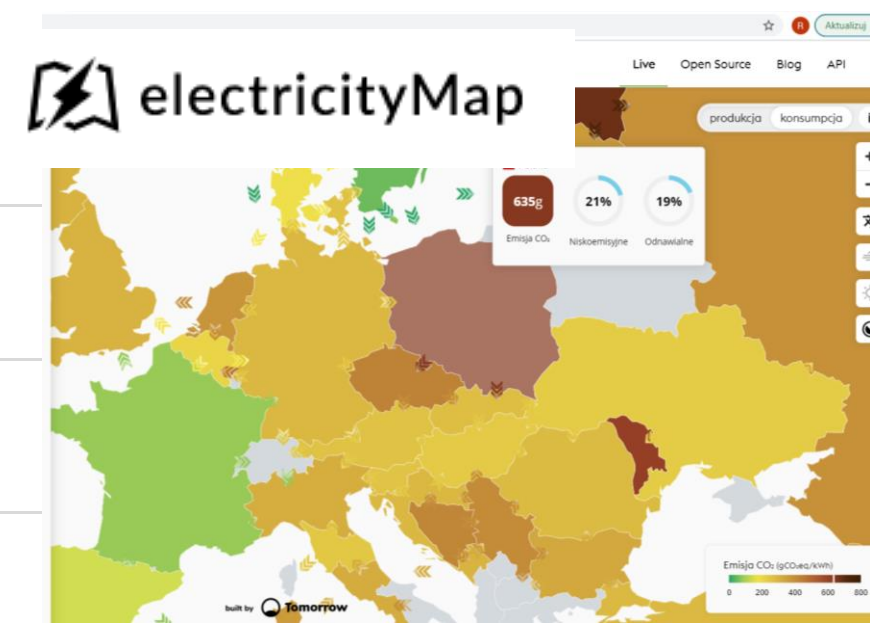 R
Aktualizuj
electricityMap
Live Open Source Blog API
produkcja konsumpcja
635g 21% 19%
Emisja CO₂ Niskoemisyjne Odnawialne
Emisja CO₂ (gCO₂eq/kWh)
0 200 400 600 800
built by Tomorrow